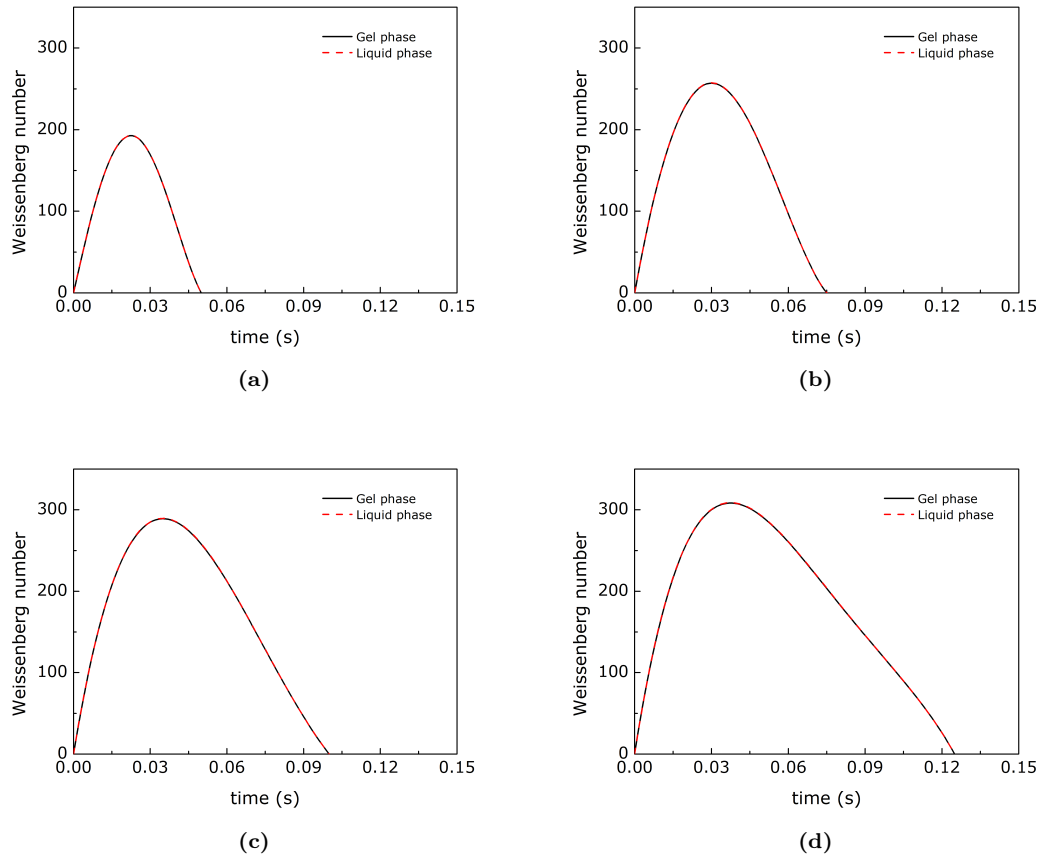 Weissenberg number
300
200
100
0
Gel phase
Liquid phase
0.00 0.03 0.06 0.09 0.12 0.15
time (s)
(a)
Weissenberg number
300
200
100
0
Gel phase
Liquid phase
0.00 0.03 0.06 0.09 0.12 0.15
time (s)
(b)
Weissenberg number
300
200
100
0
Gel phase
Liquid phase
0.00 0.03 0.06 0.09 0.12 0.15
time (s)
(c)
Weissenberg number
300
200
100
0
Gel phase
Liquid phase
0.00 0.03 0.06 0.09 0.12 0.15
time (s)
(d)